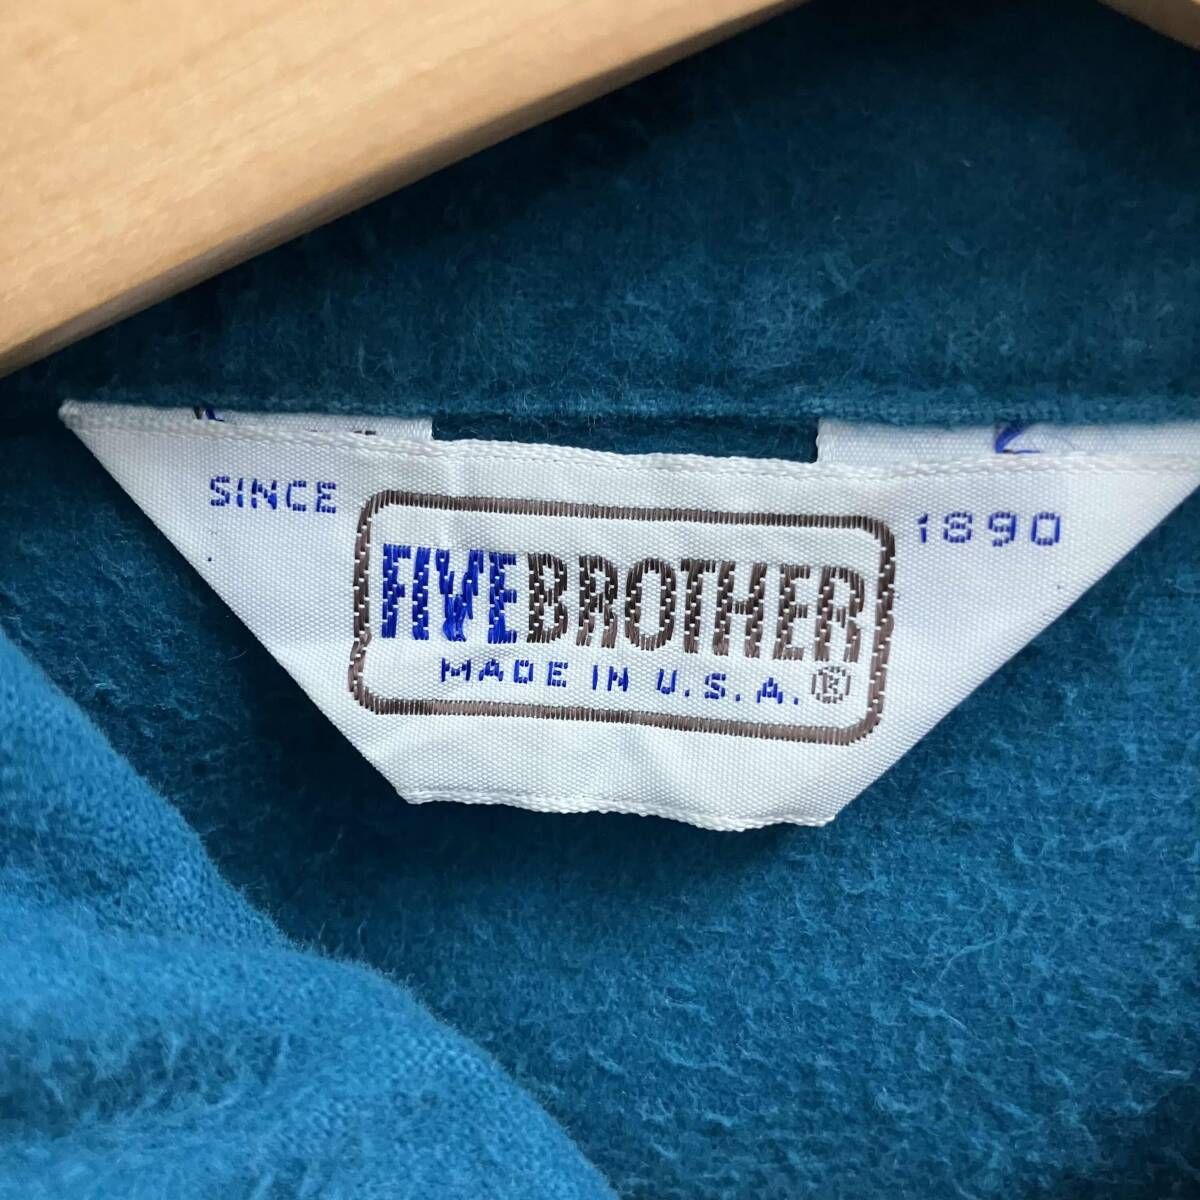 SINCE 1890
FIVEBROTHER
MADE IN U.S.A. ®